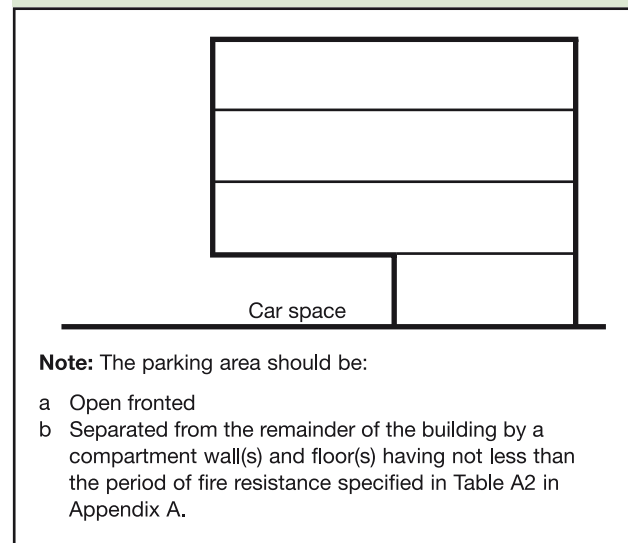 Car space
Note: The parking area should be:
a Open fronted
b Separated from the remainder of the building by a
compartment wall(s) and floor(s) having not less than
the period of fire resistance specified in Table A2 in
Appendix A.